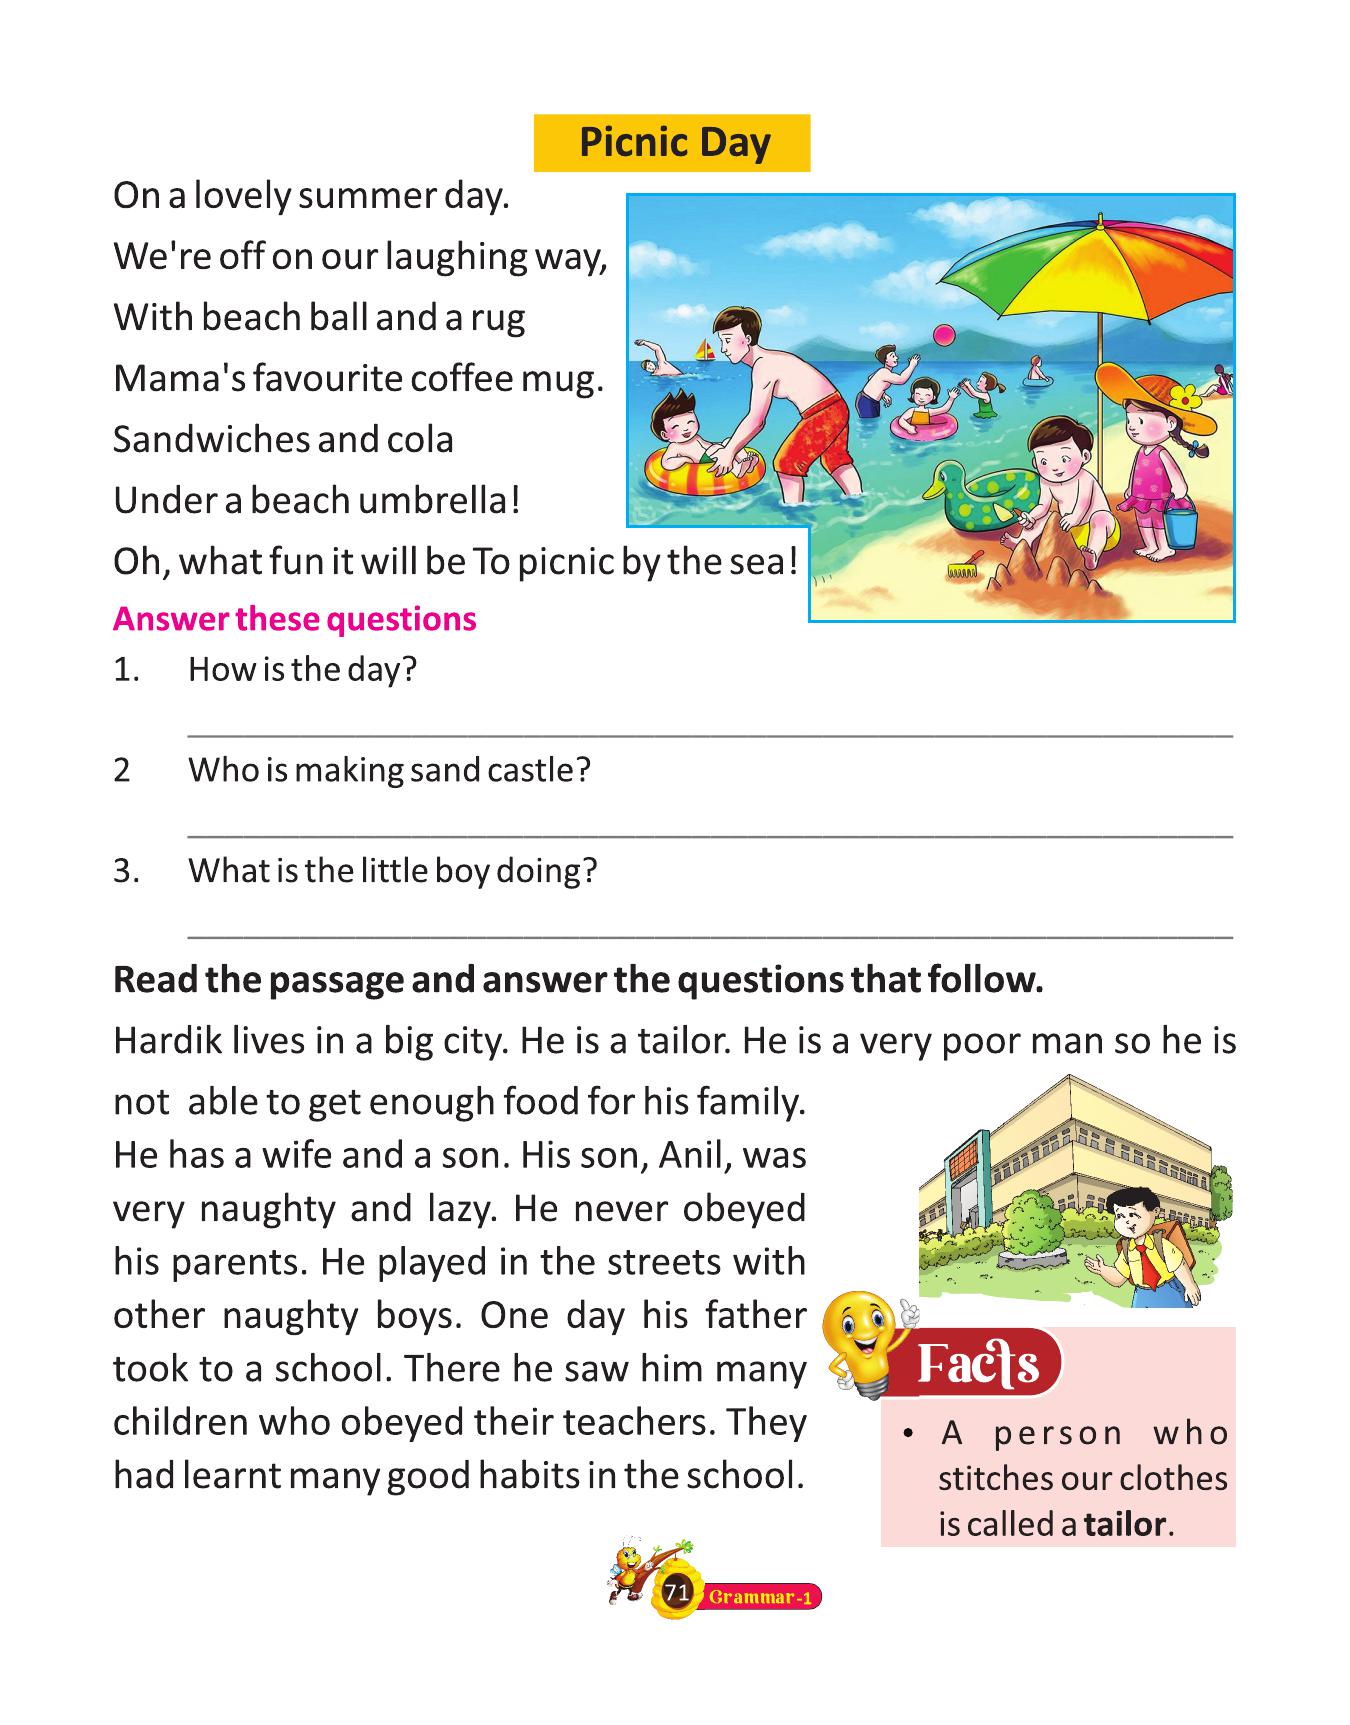 Picnic Day
On a lovely summer day.
We're off on our laughing way,
With beach ball and a rug
Mama's favourite coffee mug.
Sandwiches and cola
Under a beach umbrella!
Oh, what fun it will be To picnic by the sea!
Answer these questions
1. How is the day?
2 Who is making sand castle?
3. What is the little boy doing?
Read the passage and answer the questions that follow.
Hardik lives in a big city. He is a tailor. He is a very poor man so he is
not able to get enough food for his family.
He has a wife and a son. His son, Anil, was
very naughty and lazy. He never obeyed
his parents. He played in the streets with
other naughty boys. One day his father
took to a school. There he saw him many
children who obeyed their teachers. They
had learnt many good habits in the school.
Facts
• A person who
stitches our clothes
is called a tailor.
71 Grammar-1